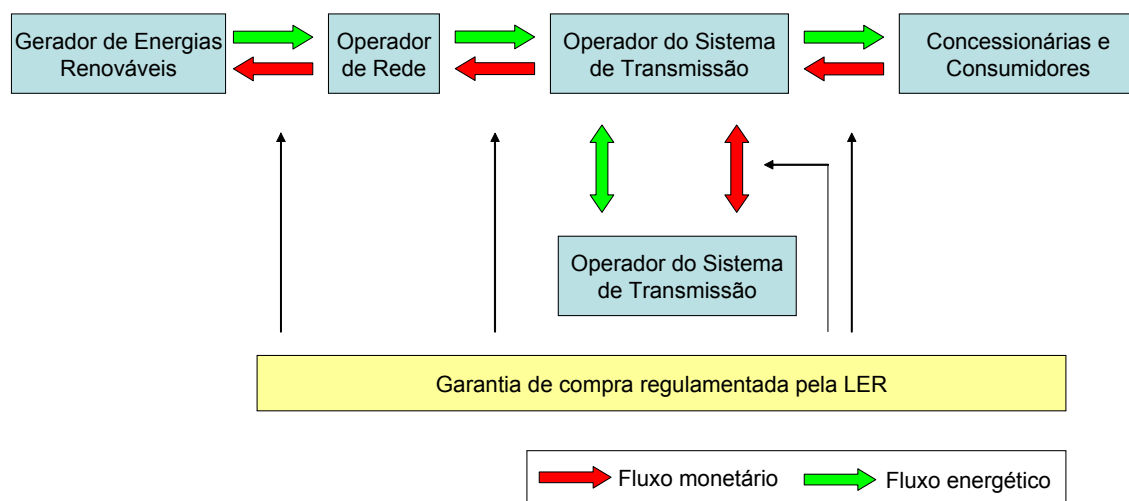 Gerador de Energias
Renováveis
Operador
de Rede
Operador do Sistema
de Transmissão
Concessionárias e
Consumidores
Operador do Sistema
de Transmissão
Garantia de compra regulamentada pela LER
Fluxo monetário
Fluxo energético